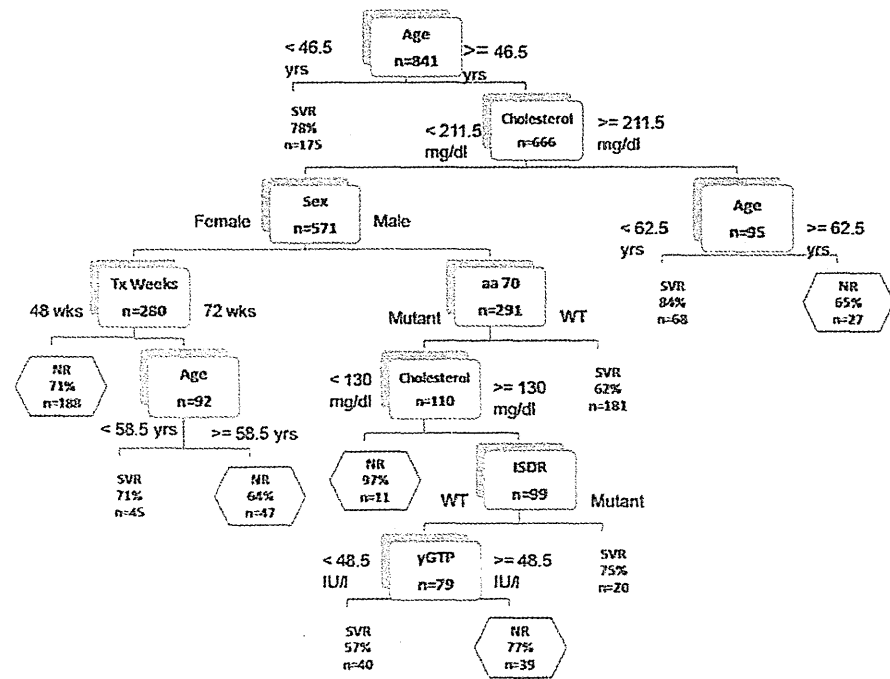 Age
n=841
< 46.5
yrs
>= 46.5
yrs
SVR
78%
n=175
< 211.5
mg/dl
Cholesterol
n=666
>= 211.5
mg/dl
Female
Sex
n=571
Male
< 62.5
yrs
Age
n=95
>= 62.5
yrs
SVR
84%
n=68
NR
65%
n=27
48 wks
Tx Weeks
n=280
72 wks
Mutant
aa 70
n=291
WT
NR
71%
n=188
Age
n=92
< 130
mg/dl
Cholesterol
n=110
>= 130
mg/dl
SVR
62%
n=181
< 58.5 yrs
>= 58.5 yrs
SVR
71%
n=45
NR
64%
n=47
NR
97%
n=11
WT
ISDR
n=99
Mutant
< 48.5
IU/l
γGTP
n=79
>= 48.5
IU/l
SVR
75%
n=20
SVR
57%
n=40
NR
77%
n=39